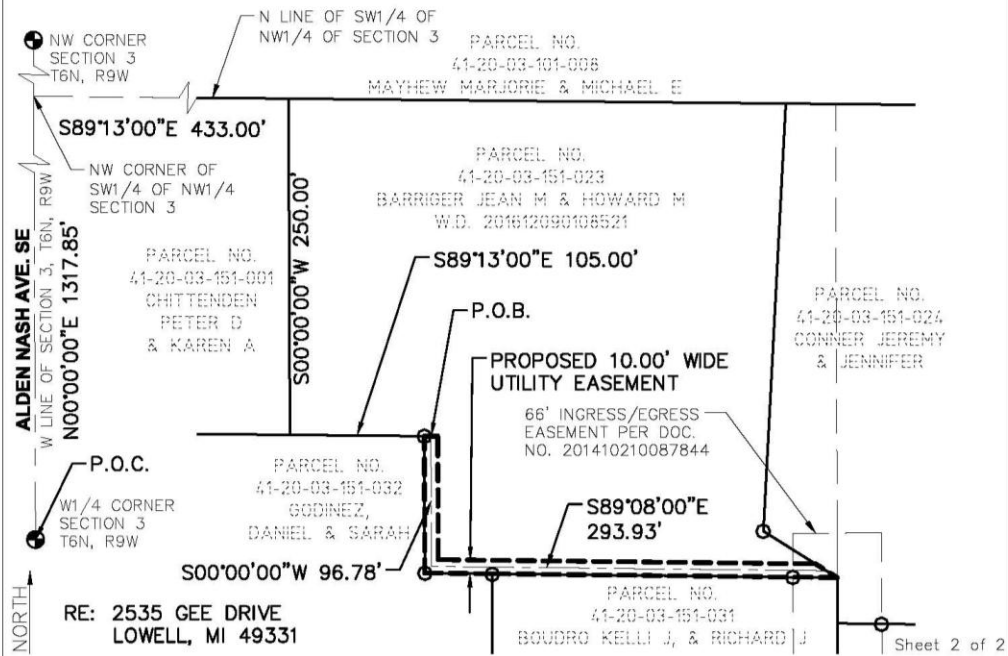 NW CORNER
SECTION 3
T6N, R9W
N LINE OF SW1/4 OF
NW1/4 OF SECTION 3
PARCEL NO.
41-20-03-101-008
MAYHEW MARJORIE & MICHAEL E
S89°13'00"E 433.00'
NW CORNER OF
SW1/4 OF NW1/4
SECTION 3
ALDEN NASH AVE. SE
W LINE OF SECTION 3, T6N, R9W
N00°00'00"E 1317.85'
PARCEL NO.
41-20-03-151-001
CHITTENDEN
PETER D
& KAREN A
S00°00'00"W 250.00'
PARCEL NO.
41-20-03-151-023
BARRIGER JEAN M & HOWARD M
W.D. 201612090108521
S89°13'00"E 105.00'
P.O.B.
PROPOSED 10.00' WIDE
UTILITY EASEMENT
66' INGRESS/EGRESS
EASEMENT PER DOC.
NO. 201410210087844
PARCEL NO.
41-20-03-151-024
CONNER JEREMY
& JENNIFER
P.O.C.
W1/4 CORNER
SECTION 3
T6N, R9W
PARCEL NO.
41-20-03-151-032
GODINEZ,
DANIEL & SARAH
S89°08'00"E
293.93'
S00°00'00"W 96.78'
NORTH
RE: 2535 GEE DRIVE
LOWELL, MI 49331
PARCEL NO.
41-20-03-151-031
BOUDRO KELLI J, & RICHARD J
Sheet 2 of 2